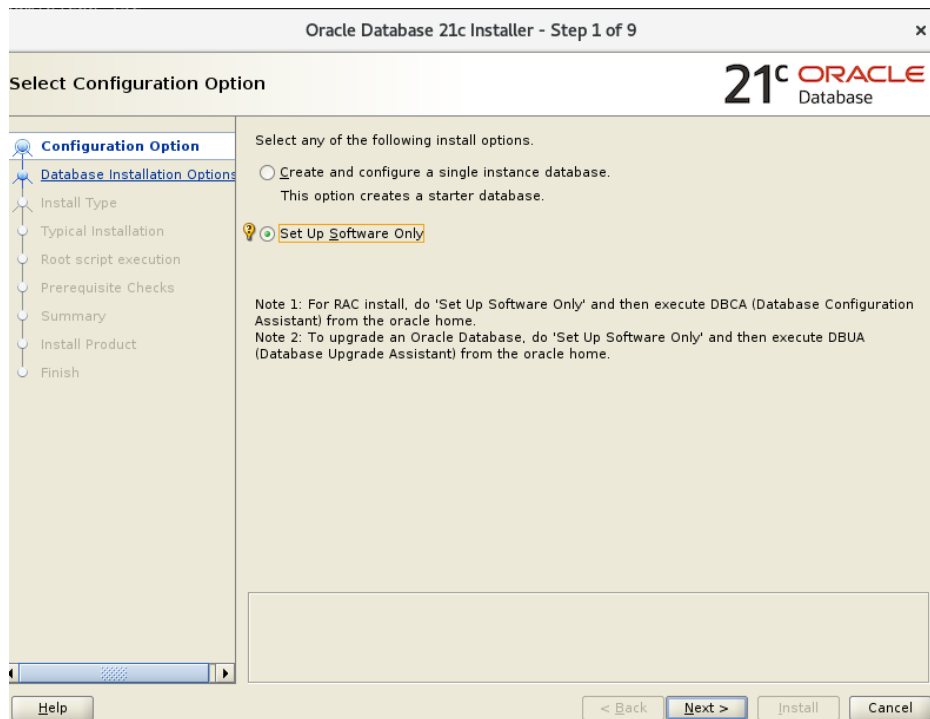 Oracle Database 21c Installer - Step 1 of 9
×
Select Configuration Option
21c ORACLE
Database
Configuration Option
Database Installation Options
Install Type
Typical Installation
Root script execution
Prerequisite Checks
Summary
Install Product
Finish
Select any of the following install options.
Create and configure a single instance database.
This option creates a starter database.
Set Up Software Only
Note 1: For RAC install, do 'Set Up Software Only' and then execute DBCA (Database Configuration
Assistant) from the oracle home.
Note 2: To upgrade an Oracle Database, do 'Set Up Software Only' and then execute DBUA
(Database Upgrade Assistant) from the oracle home.
Help
< Back
Next >
Install
Cancel